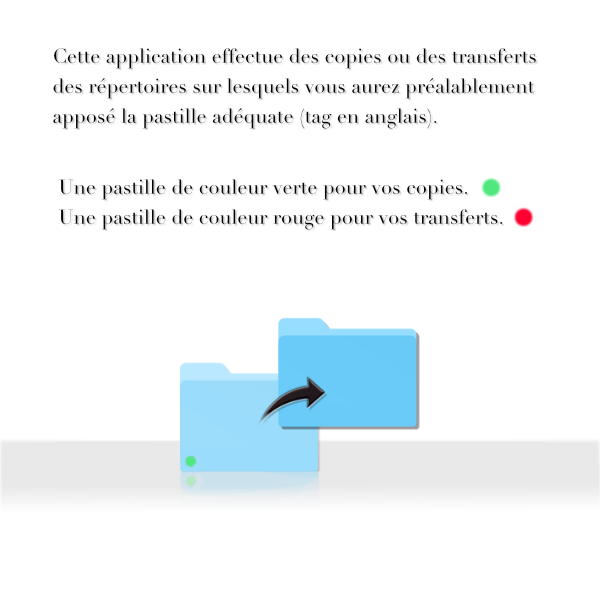 Cette application effectue des copies ou des transferts
des répertoires sur lesquels vous aurez préalablement
apposé la pastille adéquate (tag en anglais).
Une pastille de couleur verte pour vos copies.
Une pastille de couleur rouge pour vos transferts.